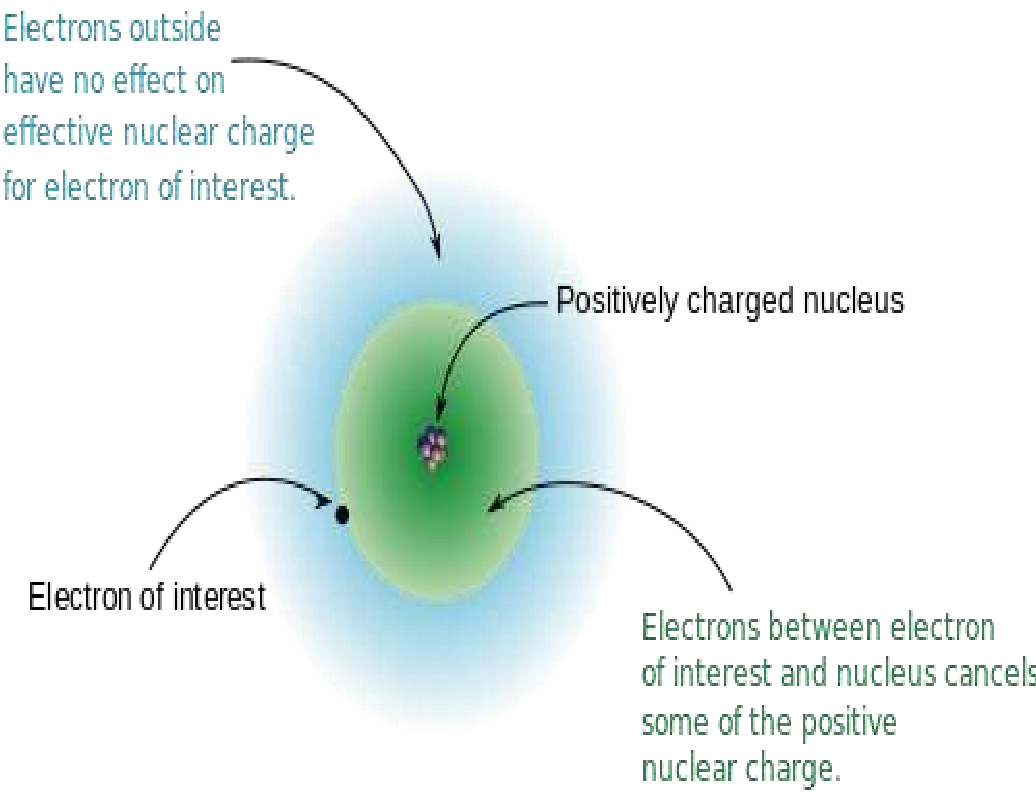 Electrons outside
have no effect on
effective nuclear charge
for electron of interest.
Positively charged nucleus
Electron of interest
Electrons between electron
of interest and nucleus cancels
some of the positive
nuclear charge.